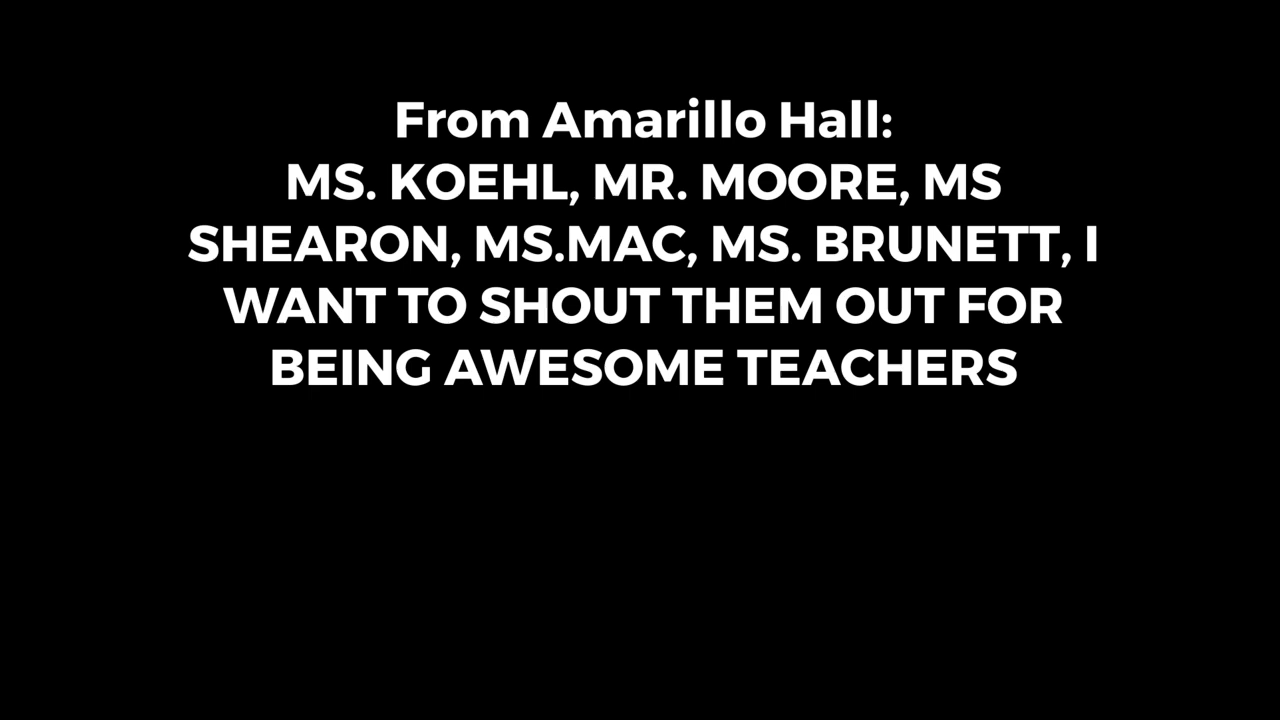 From Amarillo Hall:
MS. KOEHL, MR. MOORE, MS
SHEARON, MS.MAC, MS. BRUNETT, I
WANT TO SHOUT THEM OUT FOR
BEING AWESOME TEACHERS